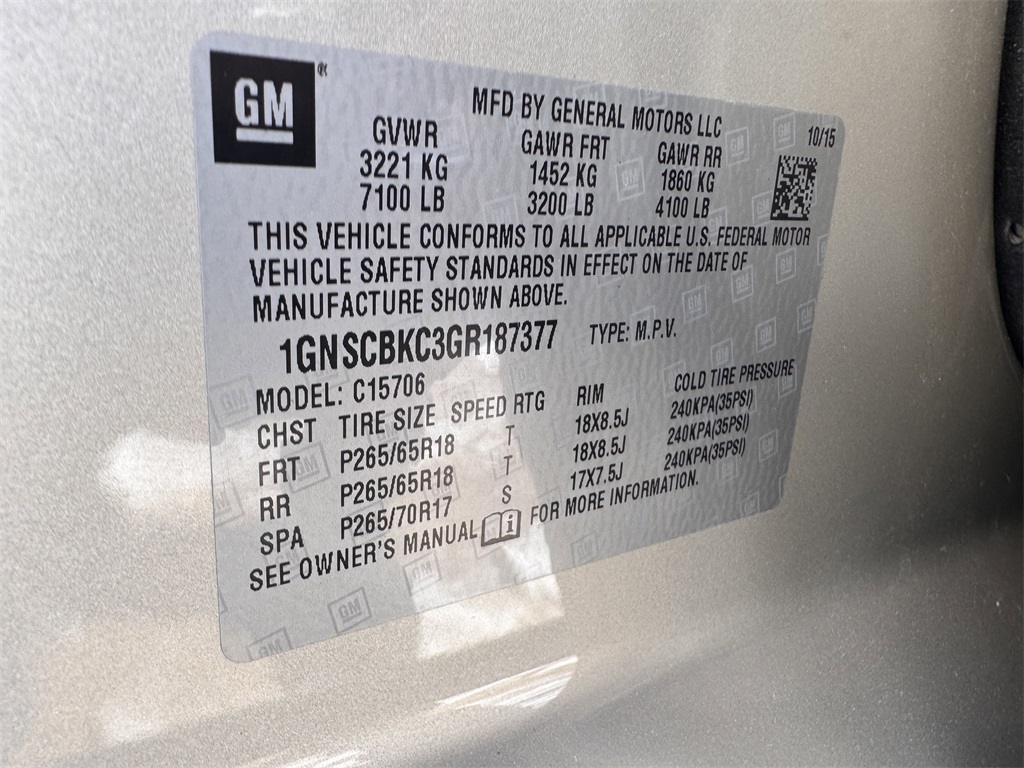 GM
MFD BY GENERAL MOTORS LLC
10/15
GVWR GAWR FRT GAWR RR
3221 KG 1452 KG 1860 KG
7100 LB 3200 LB 4100 LB
THIS VEHICLE CONFORMS TO ALL APPLICABLE U.S. FEDERAL MOTOR
VEHICLE SAFETY STANDARDS IN EFFECT ON THE DATE OF
MANUFACTURE SHOWN ABOVE.
1GNSCBKC3GR187377 TYPE: M.P.V.
MODEL: C15706
CHST TIRE SIZE SPEED RTG RIM COLD TIRE PRESSURE
FRT P265/65R18 T 18X8.5J 240KPA(35PSI)
RR P265/65R18 T 18X8.5J 240KPA(35PSI)
SPA P265/70R17 S 17X7.5J 240KPA(35PSI)
SEE OWNER'S MANUAL i FOR MORE INFORMATION.